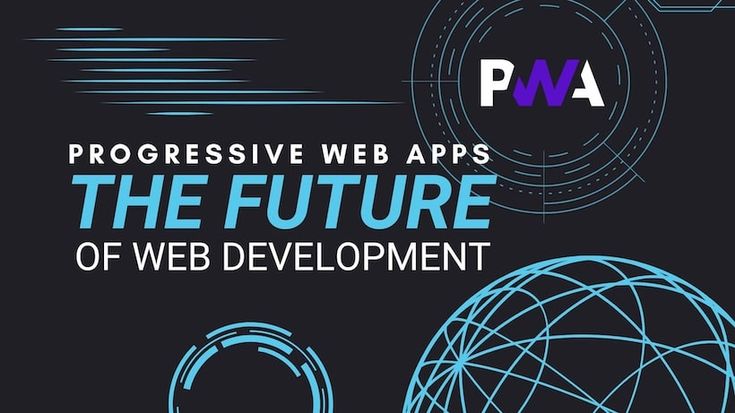 PWA
PROGRESSIVE WEB APPS
THE FUTURE
OF WEB DEVELOPMENT